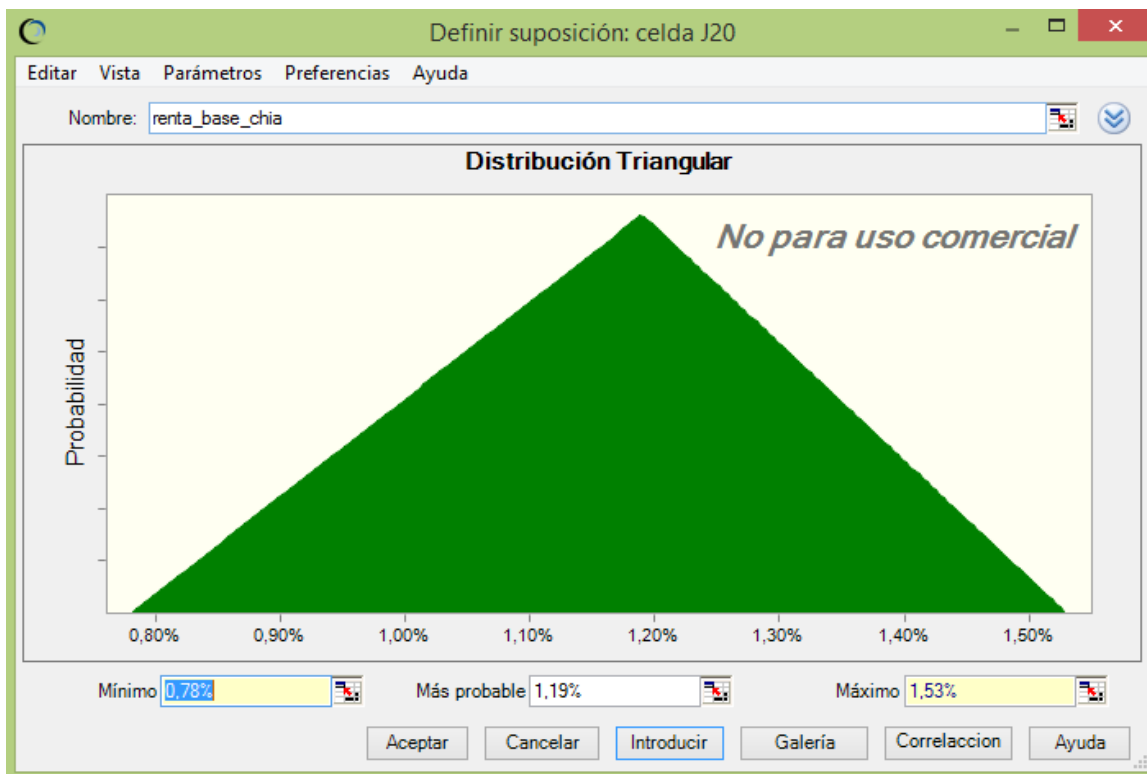 Definir suposición: celda J20
Editar Vista Parámetros Preferencias Ayuda
Nombre: renta_base_chia
Distribución Triangular
No para uso comercial
Probabilidad
0,80% 0,90% 1,00% 1,10% 1,20% 1,30% 1,40% 1,50%
Mínimo 0,78% Más probable 1,19% Máximo 1,53%
Aceptar Cancelar Introducir Galería Correlaccion Ayuda